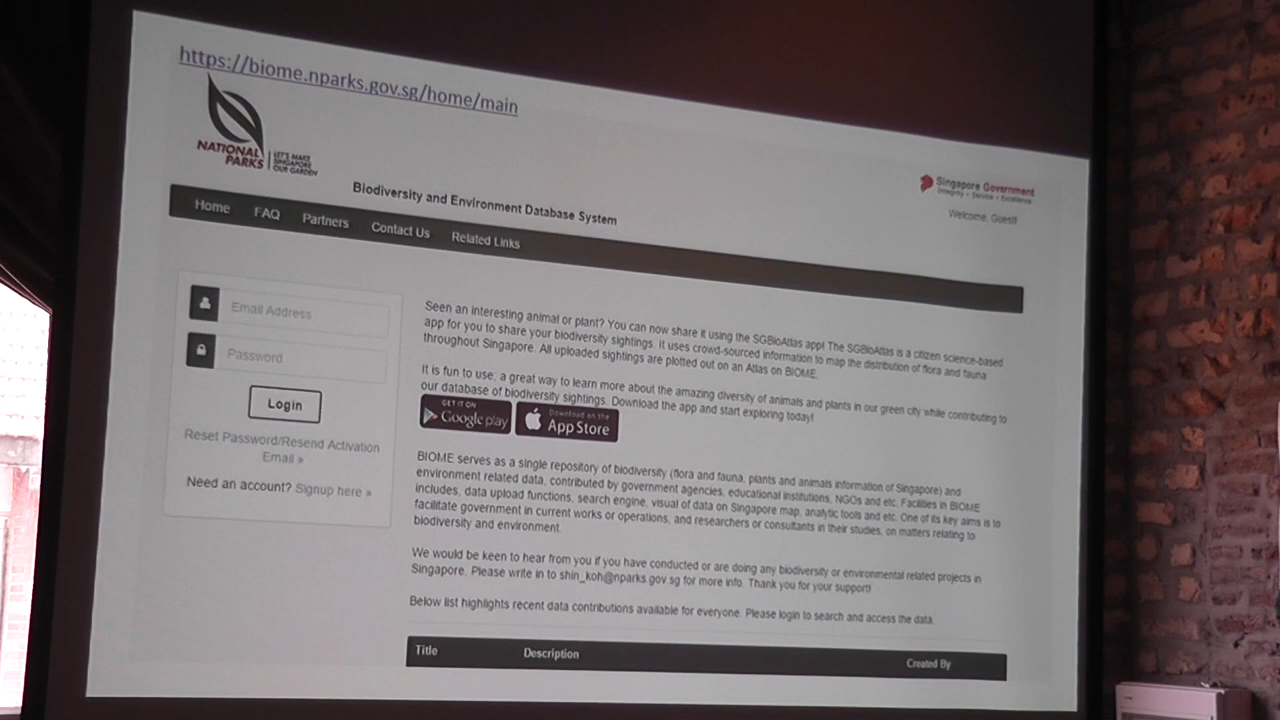 https://biome.nparks.gov.sg/home/main
NATIONAL
PARKS
LET'S MAKE
SINGAPORE
OUR GARDEN
Singapore Government
Integrity • Service • Excellence
Welcome, Guest!
Biodiversity and Environment Database System
Home FAQ Partners Contact Us Related Links
Email Address
Password
Login
Reset Password/Resend Activation
Email »
Need an account? Signup here »
Seen an interesting animal or plant? You can now share it using the SGBioAtlas app! The SGBioAtlas is a citizen science-based
app for you to share your biodiversity sightings. It uses crowd-sourced information to map the distribution of flora and fauna
throughout Singapore. All uploaded sightings are plotted out on an Atlas on BIOME.
It is fun to use, a great way to learn more about the amazing diversity of animals and plants in our green city while contributing to
our database of biodiversity sightings. Download the app and start exploring today!
GET IT ON
Google play
Download on the
App Store
BIOME serves as a single repository of biodiversity (flora and fauna, plants and animals information of Singapore) and
environment related data, contributed by government agencies, educational institutions, NGOs and etc. Facilities in BIOME
includes, data upload functions, search engine, visual of data on Singapore map, analytic tools and etc. One of its key aims is to
facilitate government in current works or operations, and researchers or consultants in their studies, on matters relating to
biodiversity and environment.
We would be keen to hear from you if you have conducted or are doing any biodiversity or environmental related projects in
Singapore. Please write in to shin_koh@nparks.gov.sg for more info. Thank you for your support!
Below list highlights recent data contributions available for everyone. Please login to search and access the data.
Title Description Created By